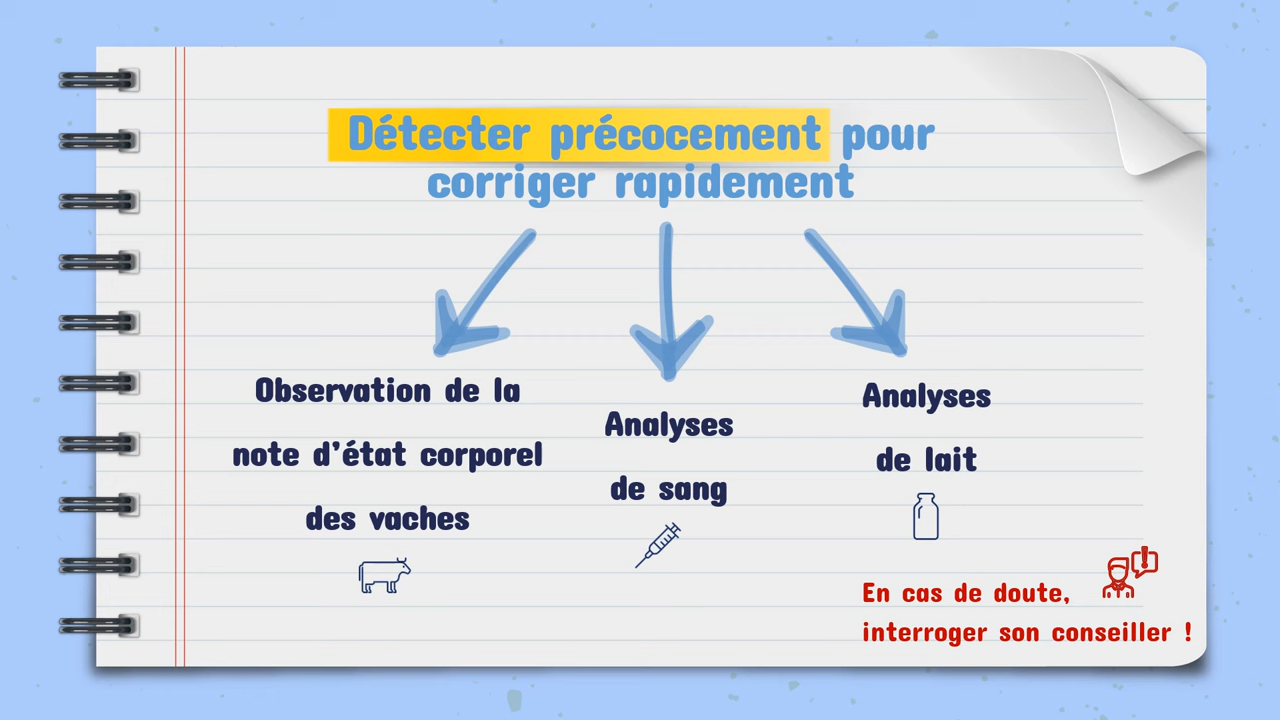 Détecter précocement pour
corriger rapidement
Observation de la
note d’état corporel
des vaches
Analyses
de sang
Analyses
de lait
En cas de doute,
interroger son conseiller !